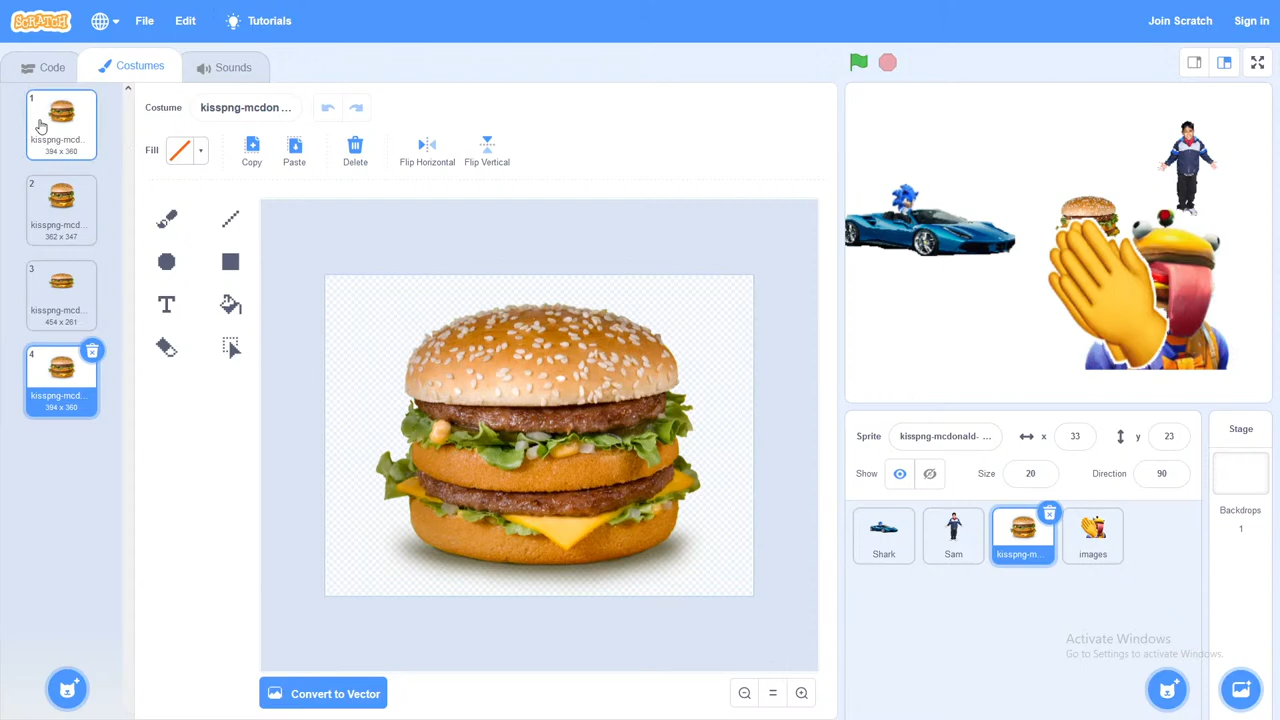 SCRATCH File Edit Tutorials Join Scratch Sign in
Code Costumes Sounds
1
kisspng-mcd...
394 x 360
2
kisspng-mcd...
362 x 347
3
kisspng-mcd...
454 x 261
4
kisspng-mcd...
394 x 360
Costume kisspng-mcdon ...
Fill Copy Paste Delete Flip Horizontal Flip Vertical
T
Convert to Vector
Sprite kisspng-mcdonald- ... x 33 y 23
Show Size 20 Direction 90
Shark Sam kisspng-m... images
Stage
Backdrops
1
Activate Windows
Go to Settings to activate Windows.